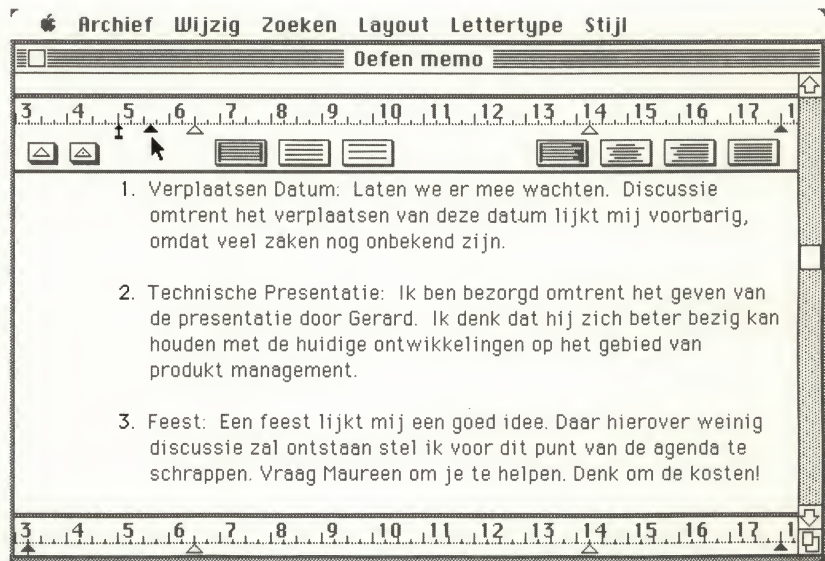 Archief Wijzig Zoeken Layout Lettertype Stijl
Oefen memo
3 4 5 6 7 8 9 10 11 12 13 14 15 16 17 1
1. Verplaatsen Datum: Laten we er mee wachten. Discussie
omtrent het verplaatsen van deze datum lijkt mij voorbarig,
omdat veel zaken nog onbekend zijn.
2. Technische Presentatie: Ik ben bezorgd omtrent het geven van
de presentatie door Gerard. Ik denk dat hij zich beter bezig kan
houden met de huidige ontwikkelingen op het gebied van
produkt management.
3. Feest: Een feest lijkt mij een goed idee. Daar hierover weinig
discussie zal ontstaan stel ik voor dit punt van de agenda te
schrappen. Vraag Maureen om je te helpen. Denk om de kosten!
3 4 5 6 7 8 9 10 11 12 13 14 15 16 17 1